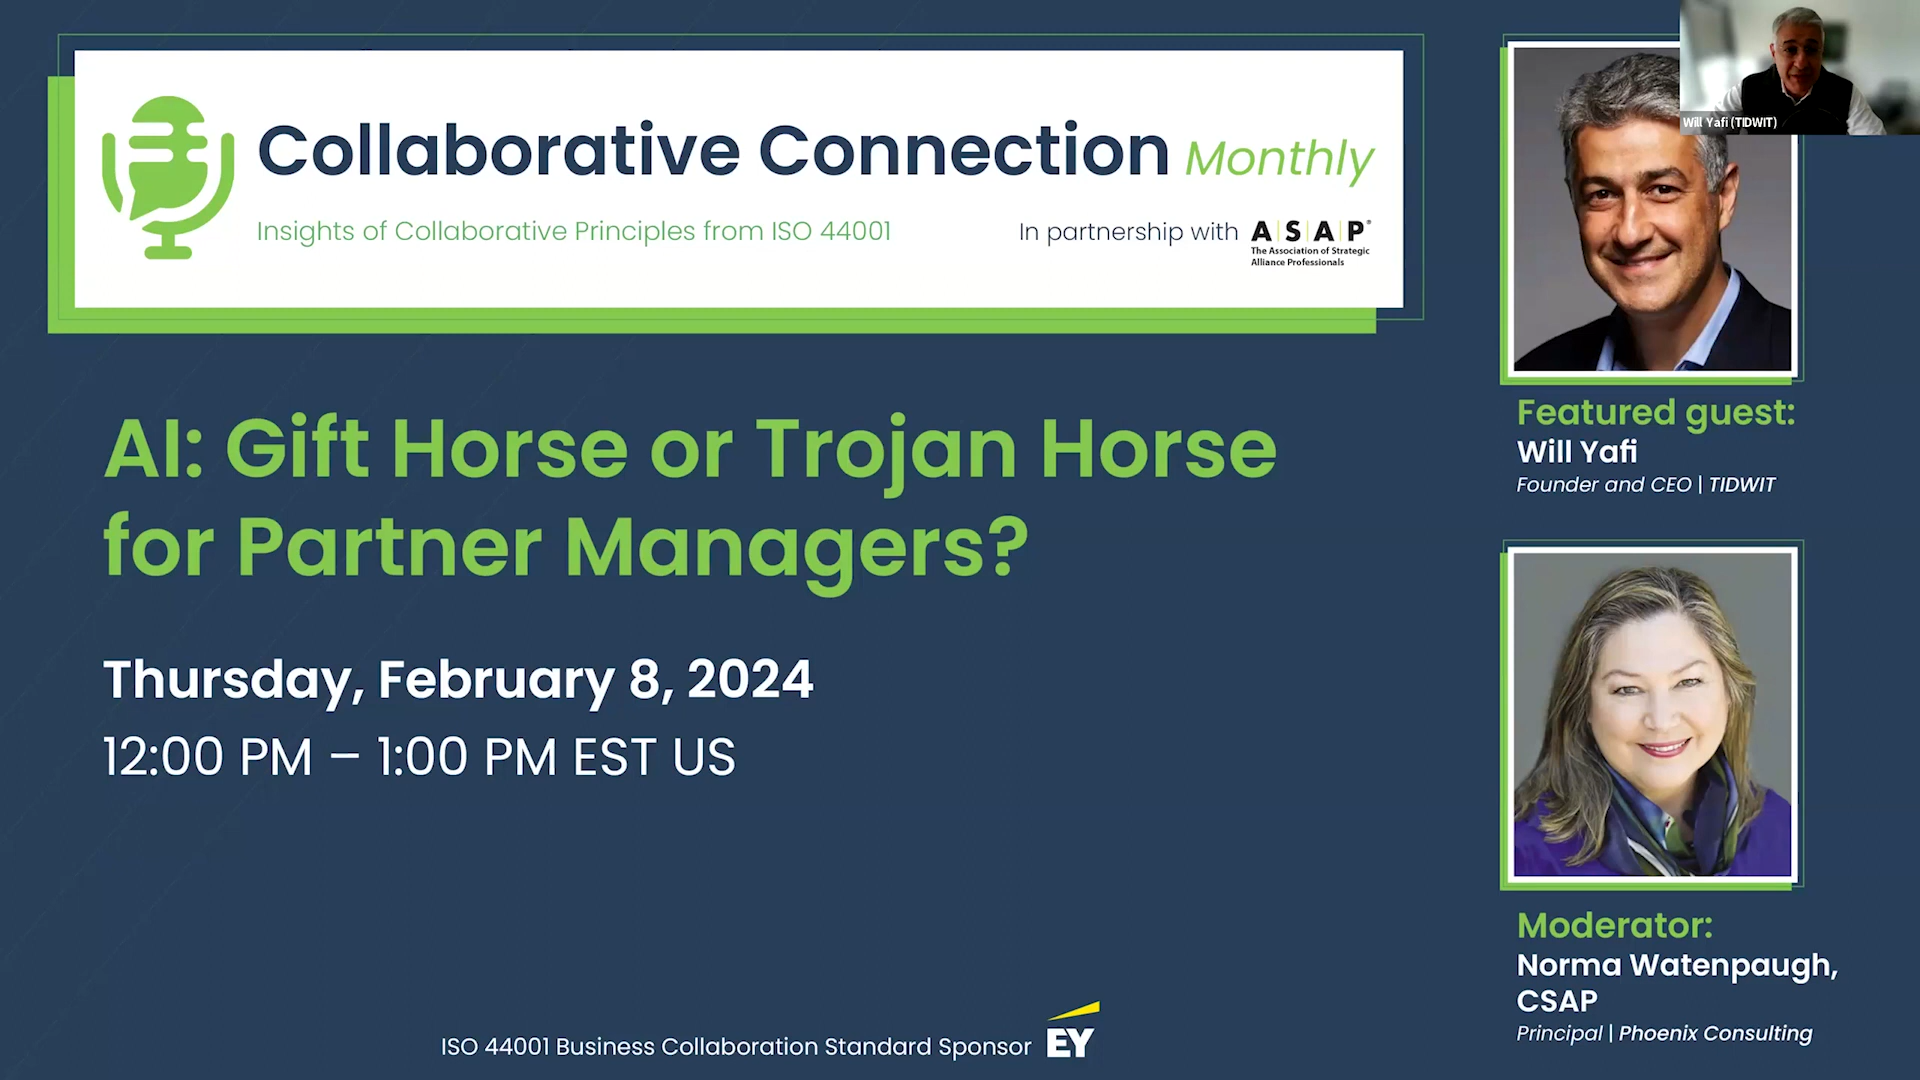 Collaborative Connection Monthly
Insights of Collaborative Principles from ISO 44001
In partnership with ASAP®
The Association of Strategic
Alliance Professionals
AI: Gift Horse or Trojan Horse
for Partner Managers?
Thursday, February 8, 2024
12:00 PM – 1:00 PM EST US
ISO 44001 Business Collaboration Standard Sponsor EY
Will Yafi (TIDWIT)
Featured guest:
Will Yafi
Founder and CEO | TIDWIT
Moderator:
Norma Watenpaugh,
CSAP
Principal | Phoenix Consulting